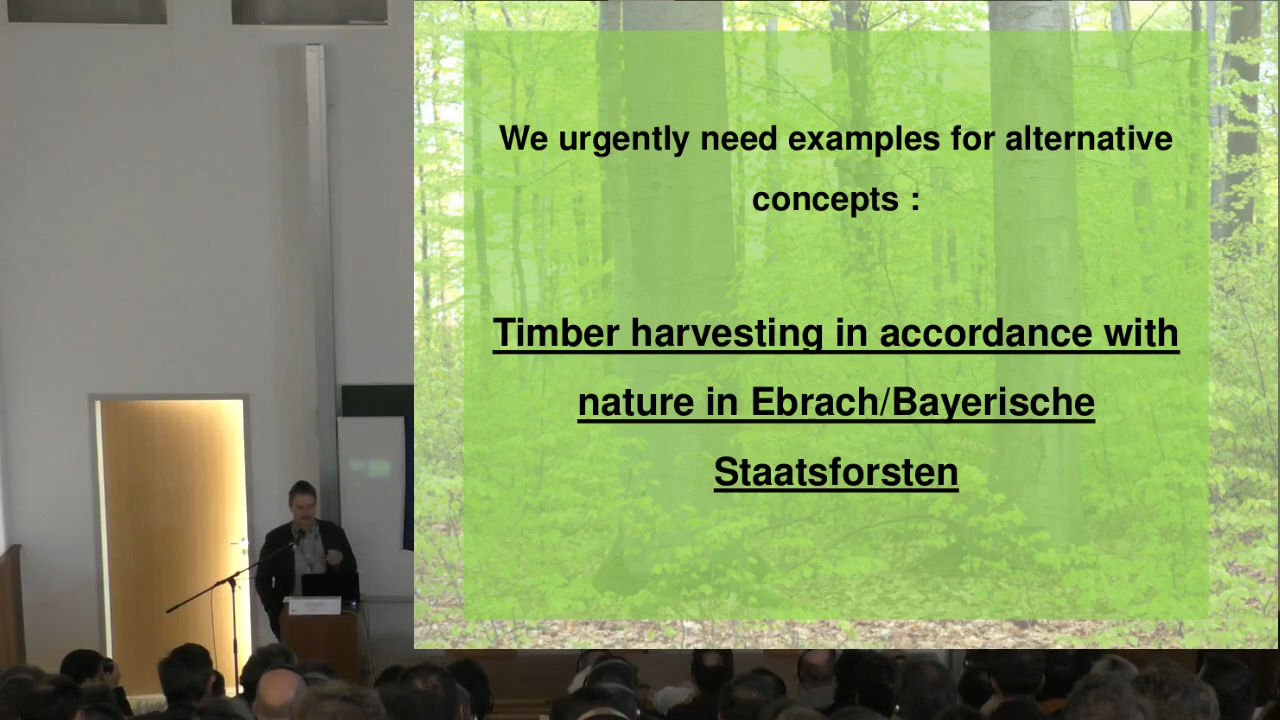 We urgently need examples for alternative
concepts :
Timber harvesting in accordance with
nature in Ebrach/Bayerische
Staatsforsten